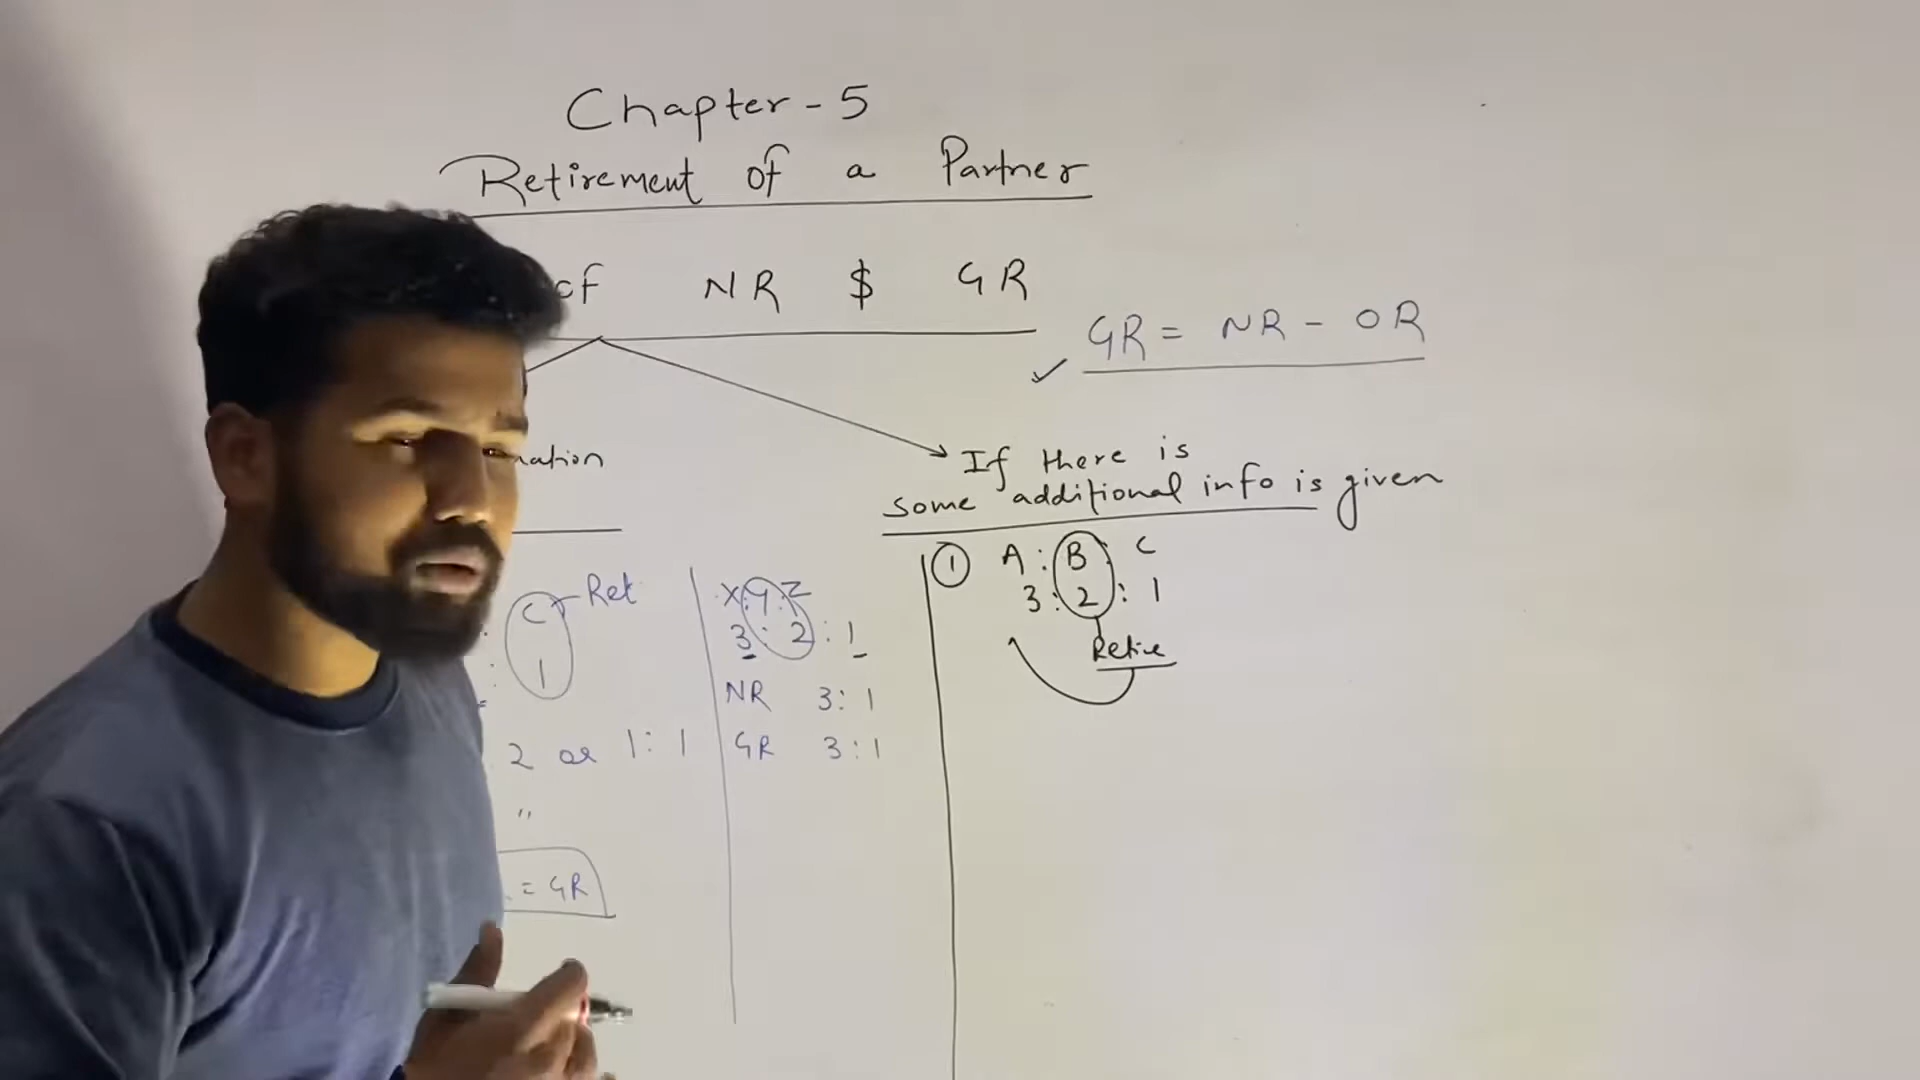 Chapter - 5
Retirement of a Partner
of NR $ GR
GR = NR - OR
If there is
some additional info is given
C Ret
1
2 or 1 : 1
"
= GR
X : Y : Z
3 : 2 : 1
NR 3 : 1
GR 3 : 1
① A : B : C
3 : 2 : 1
Retire